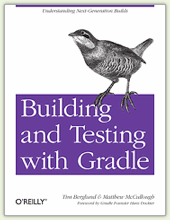 Understanding Next-Generation Builds
Building
and Testing
with Gradle
O'REILLY®
Tim Berglund & Matthew McCullough
Foreword by Gradle Founder Hans Dockter